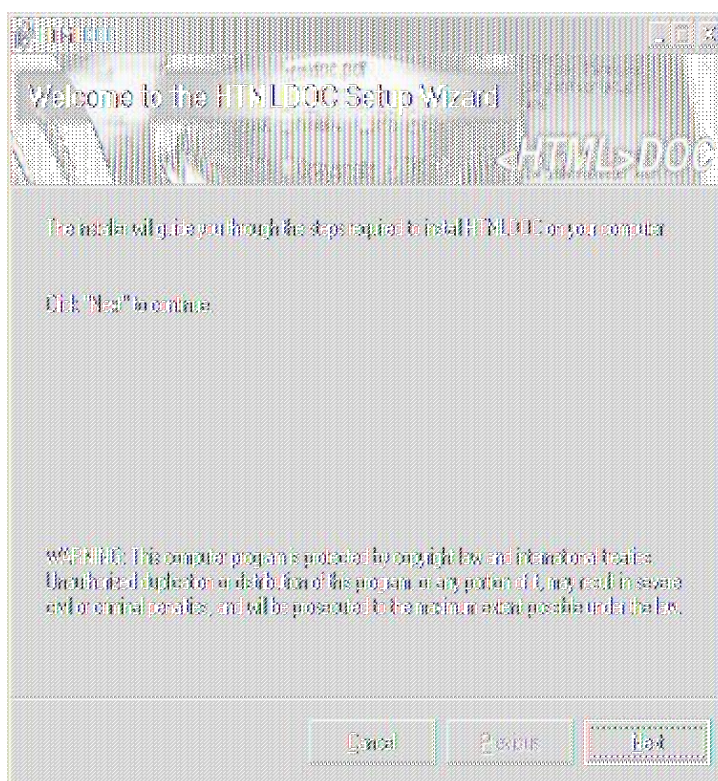 HTMLDOC
Welcome to the HTMLDOC Setup Wizard
<HTML>DOC
The installer will guide you through the steps required to install HTMLDOC on your computer.
Click "Next" to continue.
WARNING: This computer program is protected by copyright law and international treaties.
Unauthorized duplication or distribution of this program, or any portion of it, may result in severe
civil or criminal penalties, and will be prosecuted to the maximum extent possible under the law.
Cancel Previous Next